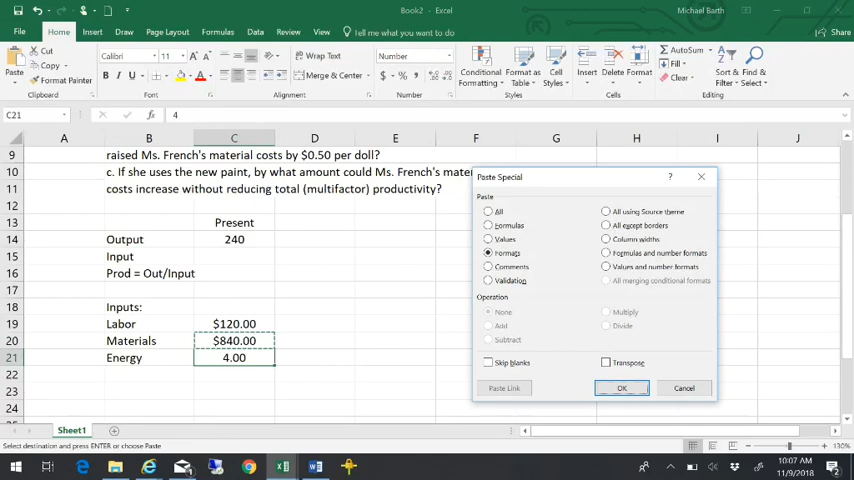 Book2 - Excel
Michael Barth
File
Home
Insert
Draw
Page Layout
Formulas
Data
Review
View
Tell me what you want to do
Share
Paste
Cut
Copy
Format Painter
Clipboard
Calibri
11
B I U
Font
Wrap Text
Merge & Center
Alignment
Number
$ % ,
Number
Conditional Formatting
Format as Table
Cell Styles
Styles
Insert
Delete
Format
Cells
AutoSum
Fill
Clear
Sort & Filter
Find & Select
Editing
C21
fx
4
A B C D E F G H I J
9 raised Ms. French's material costs by $0.50 per doll?
10 c. If she uses the new paint, by what amount could Ms. French's mate
11 costs increase without reducing total (multifactor) productivity?
12
13 Present
14 Output 240
15 Input
16 Prod = Out/Input
17
18 Inputs:
19 Labor $120.00
20 Materials $840.00
21 Energy 4.00
22
23
24
Paste Special
?
Paste
All
Formulas
Values
Formats
Comments
Validation
All using Source theme
All except borders
Column widths
Formulas and number formats
Values and number formats
All merging conditional formats
Operation
None
Add
Subtract
Multiply
Divide
Skip blanks
Transpose
Paste Link
OK
Cancel
Sheet1
Select destination and press ENTER or choose Paste
130%
10:07 AM
11/9/2018
2